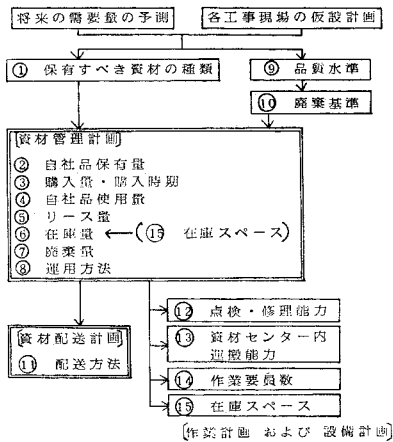 将来の需要量の予測
各工事現場の仮設計画
① 保有すべき資材の種類
⑨ 品質水準
⑩ 廃棄基準
[資材管理計画]
② 自社品保有量
③ 購入量・購入時期
④ 自社品使用量
⑤ リース量
⑥ 在庫量 ← (⑮ 在庫スペース)
⑦ 廃棄量
⑧ 運用方法
[資材配送計画]
⑪ 配送方法
⑫ 点検・修理能力
⑬ 資材センター内
運搬能力
⑭ 作業要員数
⑮ 在庫スペース
[作業計画 および 設備計画]